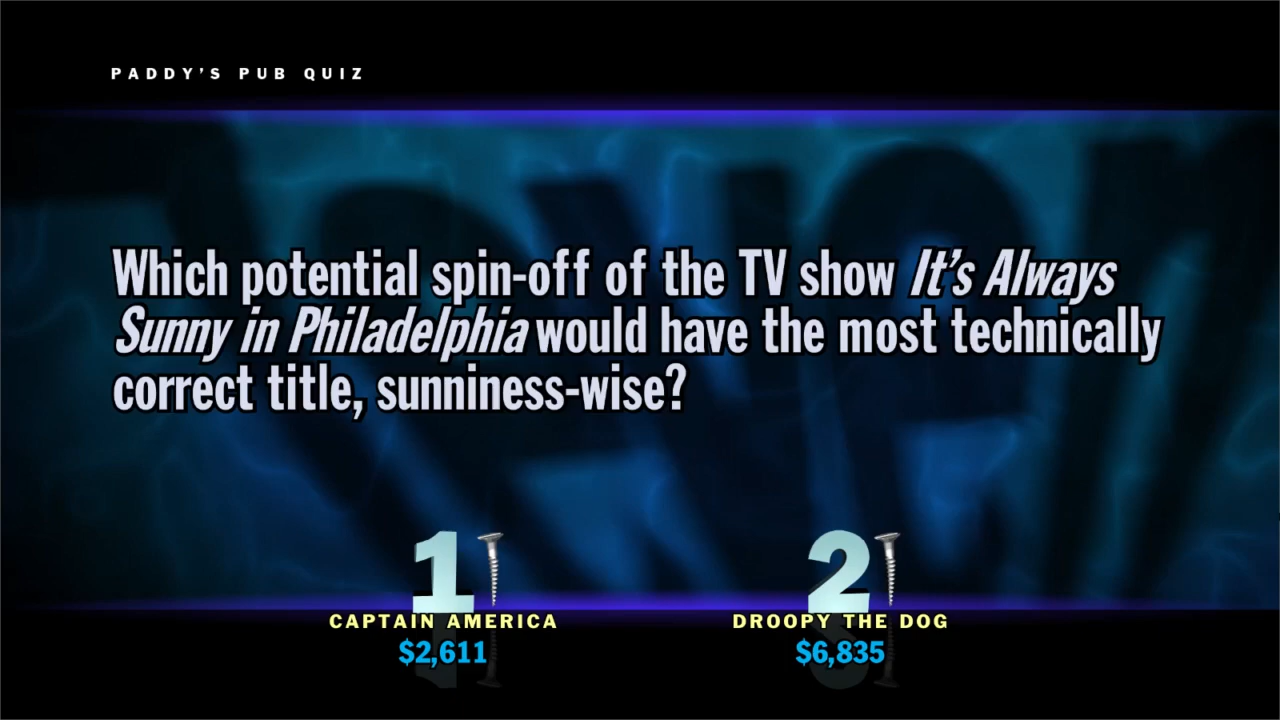 PADDY'S PUB QUIZ
Which potential spin-off of the TV show It's Always
Sunny in Philadelphia would have the most technically
correct title, sunniness-wise?
1 2
CAPTAIN AMERICA DROOPY THE DOG
$2,611 $6,835